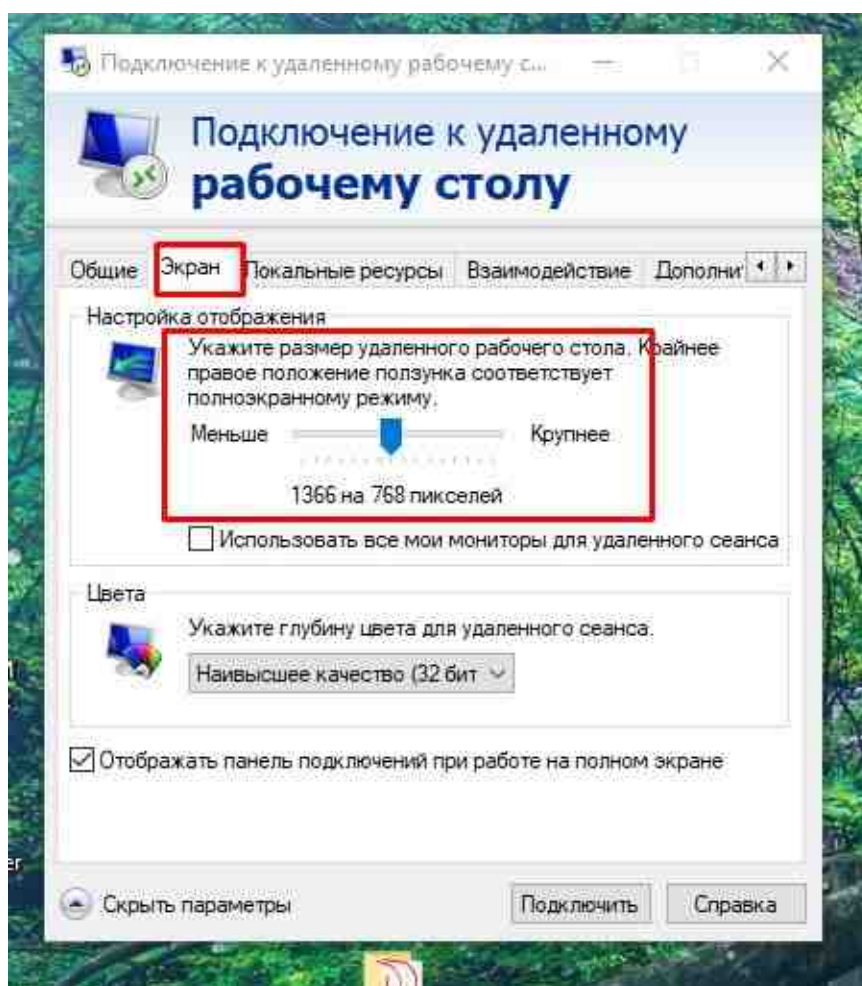 Подключение к удаленному рабочему с...
Подключение к удаленному
рабочему столу
Общие Экран Локальные ресурсы Взаимодействие Дополнит
Настройка отображения
Укажите размер удаленного рабочего стола. Крайнее
правое положение ползунка соответствует
полноэкранному режиму.
Меньше Крупнее
1366 на 768 пикселей
Использовать все мои мониторы для удаленного сеанса
Цвета
Укажите глубину цвета для удаленного сеанса.
Наивысшее качество (32 бит
Отображать панель подключений при работе на полном экране
Скрыть параметры Подключить Справка